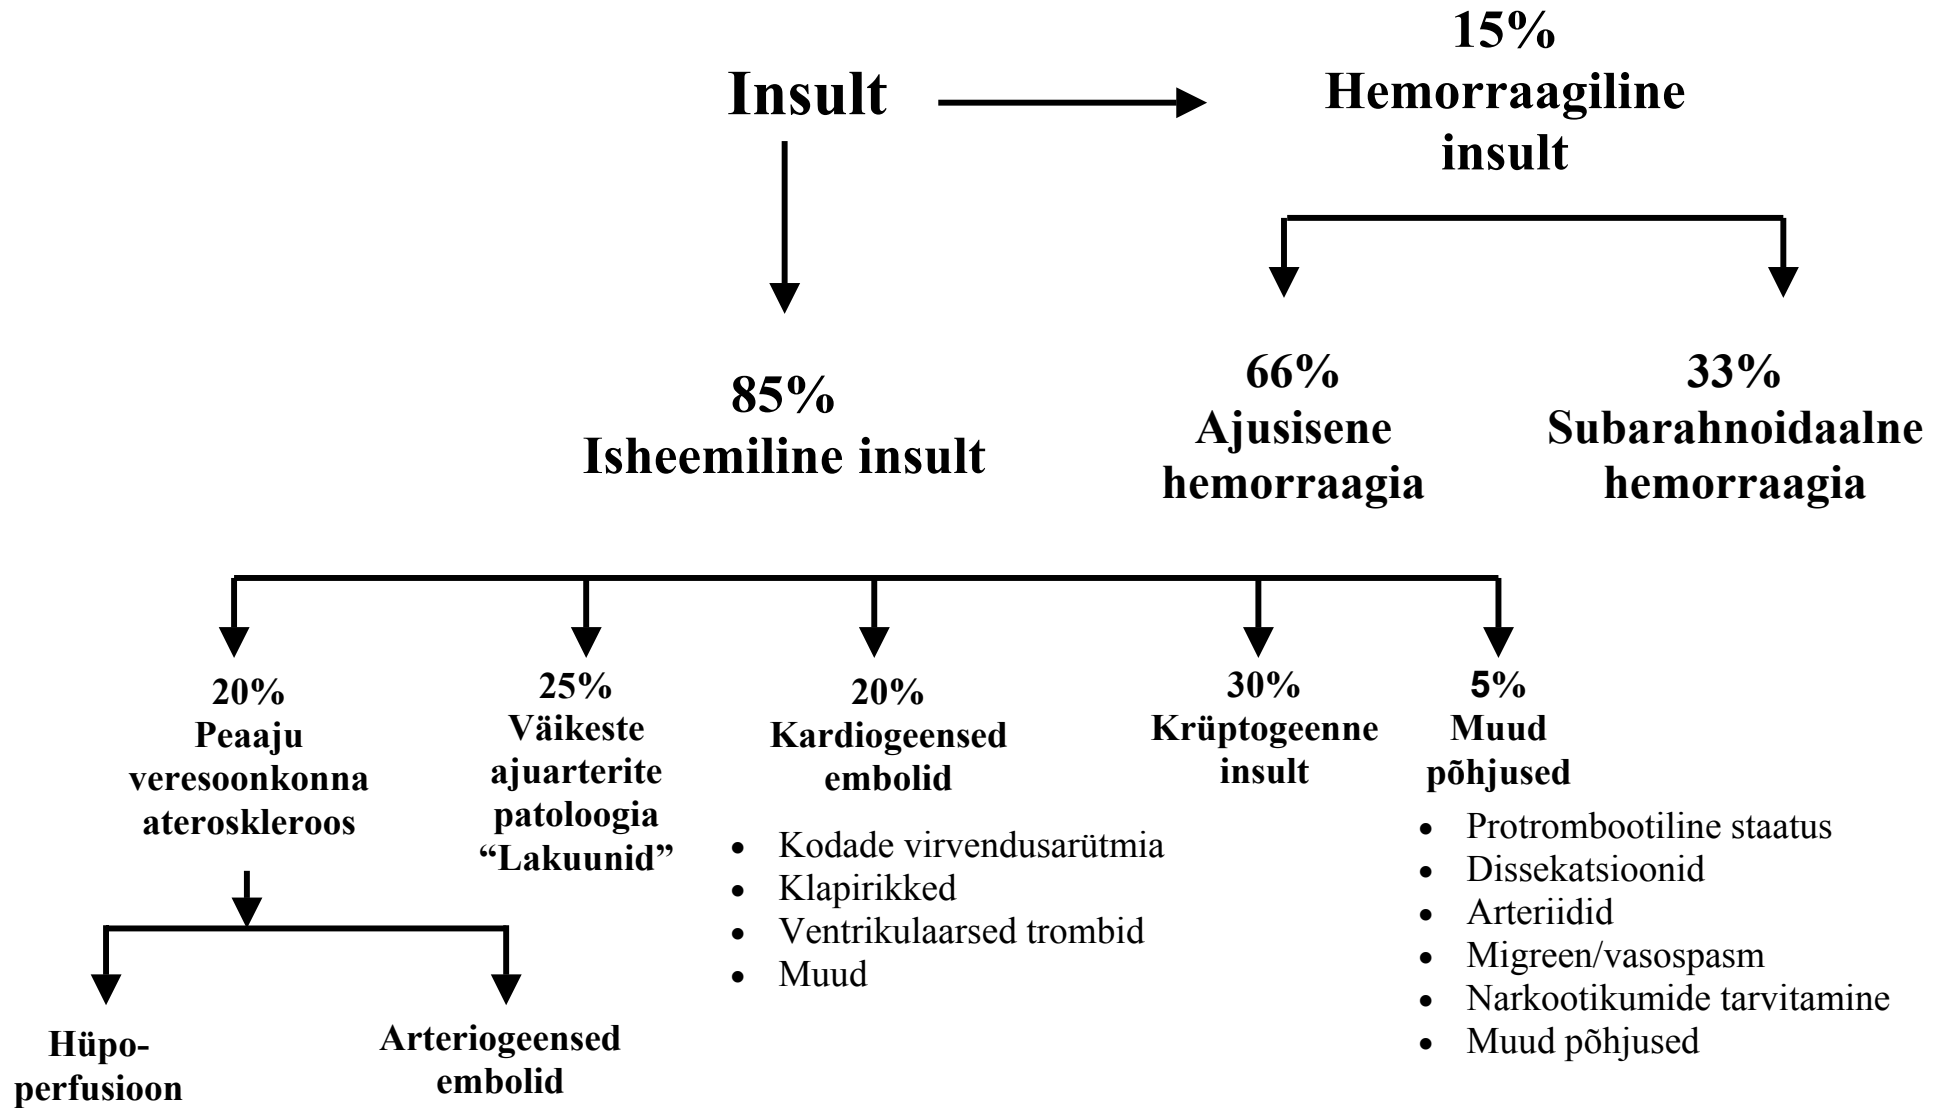 Insult
15%
Hemorraagiline
insult
85%
Isheemiline insult
66%
Ajusisene
hemorraagia
33%
Subarahnoidaalne
hemorraagia
20%
Peaaju
veresoonkonna
ateroskleroos
25%
Väikeste
ajuarterite
patoloogia
“Lakuunid”
20%
Kardiogeensed
embolid
• Kodade virvendusarütmia
• Klapirikked
• Ventrikulaarsed trombid
• Muud
30%
Krüptogeenne
insult
5%
Muud
põhjused
• Protrombootiline staatus
• Dissekatsioonid
• Arteriidid
• Migreen/vasospasm
• Narkootikumide tarvitamine
• Muud põhjused
Hüpo-
perfusioon
Arteriogeensed
embolid